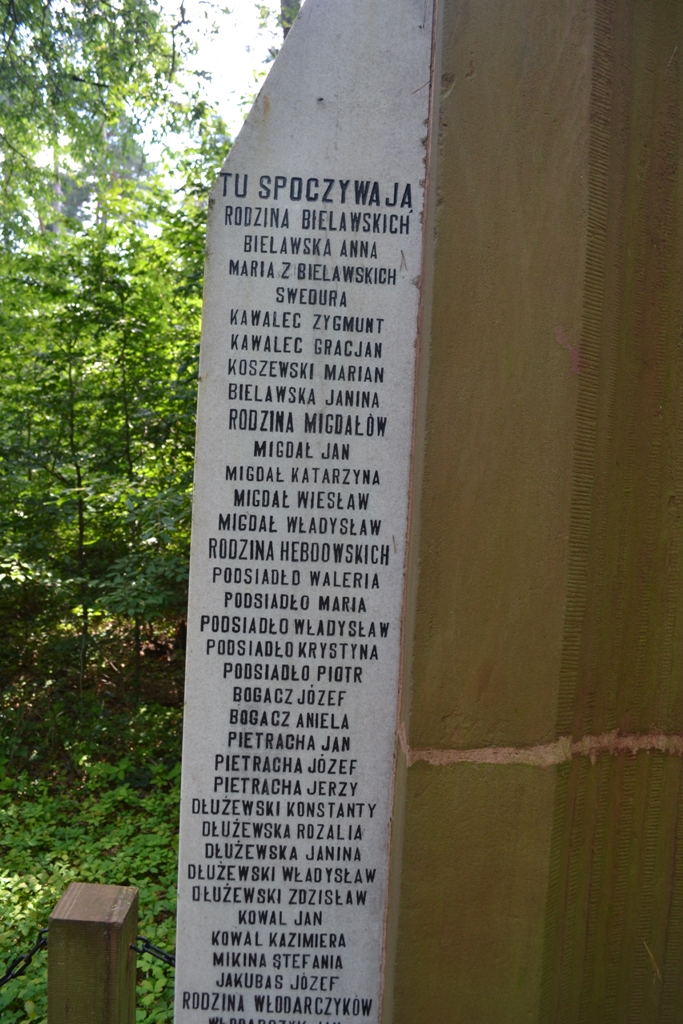 TU SPOCZYWAJĄ
RODZINA BIELAWSKICH
BIELAWSKA ANNA
MARIA Z BIELAWSKICH
SWEDURA
KAWALEC ZYGMUNT
KAWALEC GRACJAN
KOSZEWSKI MARIAN
BIELAWSKA JANINA
RODZINA MIGDAŁÓW
MIGDAŁ JAN
MIGDAŁ KATARZYNA
MIGDAŁ WIESŁAW
MIGDAŁ WŁADYSŁAW
RODZINA HEBDOWSKICH
PODSIADŁO WALERIA
PODSIADŁO MARIA
PODSIADŁO WŁADYSŁAW
PODSIADŁO KRYSTYNA
PODSIADŁO PIOTR
BOGACZ JÓZEF
BOGACZ ANIELA
PIETRACHA JAN
PIETRACHA JÓZEF
PIETRACHA JERZY
DŁUŻEWSKI KONSTANTY
DŁUŻEWSKA ROZALIA
DŁUŻEWSKA JANINA
DŁUŻEWSKI WŁADYSŁAW
DŁUŻEWSKI ZDZISŁAW
KOWAL JAN
KOWAL KAZIMIERA
MIKINA STEFANIA
JAKUBAS JÓZEF
RODZINA WŁODARCZYKÓW
WŁODARCZYK JAN